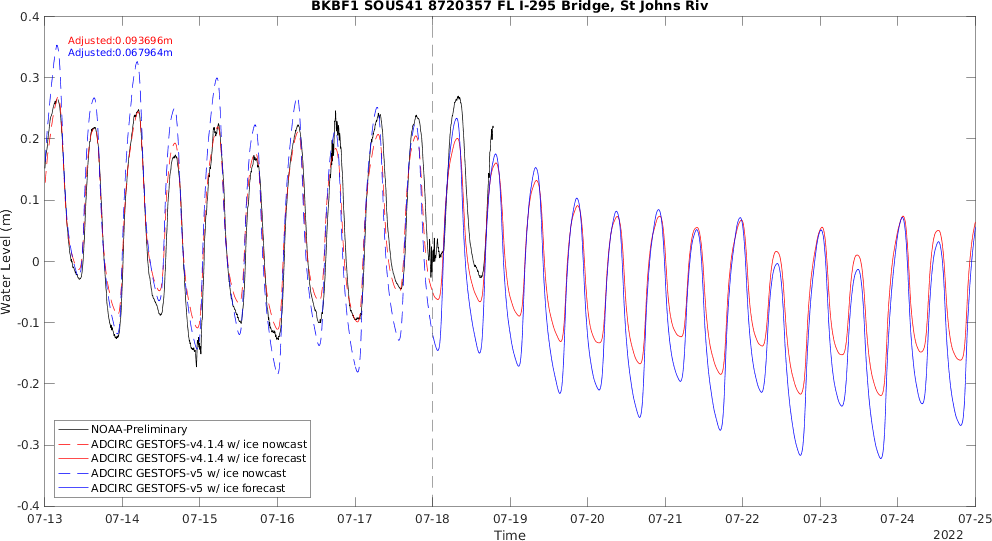 BKBF1 SOUS41 8720357 FL I-295 Bridge, St Johns Riv
Adjusted:0.093696m
Adjusted:0.067964m
0.4
0.3
0.2
0.1
0
-0.1
-0.2
-0.3
-0.4
Water Level (m)
NOAA-Preliminary
ADCIRC GESTOFS-v4.1.4 w/ ice nowcast
ADCIRC GESTOFS-v4.1.4 w/ ice forecast
ADCIRC GESTOFS-v5 w/ ice nowcast
ADCIRC GESTOFS-v5 w/ ice forecast
07-13 07-14 07-15 07-16 07-17 07-18 07-19 07-20 07-21 07-22 07-23 07-24 07-25
Time
2022